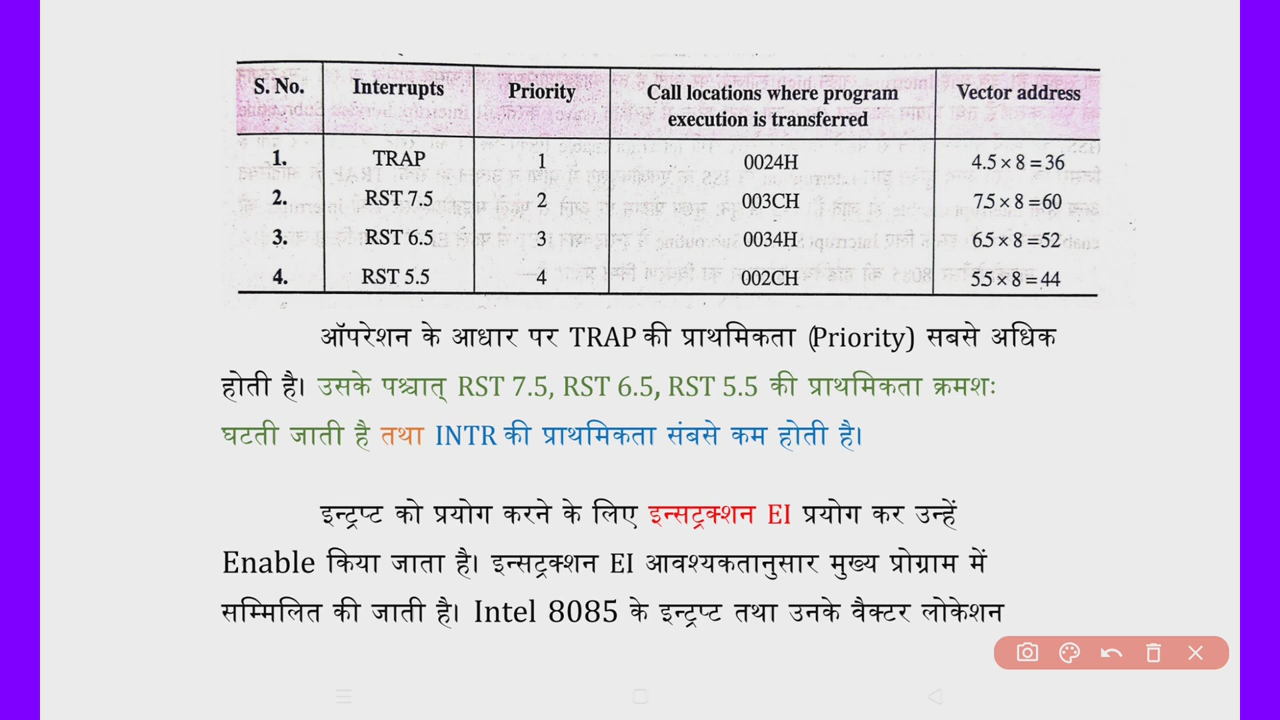 S. No. Interrupts Priority Call locations where program execution is transferred Vector address
1. TRAP 1 0024H 4.5 × 8 = 36
2. RST 7.5 2 003CH 7.5 × 8 = 60
3. RST 6.5 3 0034H 6.5 × 8 = 52
4. RST 5.5 4 002CH 5.5 × 8 = 44
ऑपरेशन के आधार पर TRAP की प्राथमिकता (Priority) सबसे अधिक
होती है। उसके पश्चात् RST 7.5, RST 6.5, RST 5.5 की प्राथमिकता क्रमशः
घटती जाती है तथा INTR की प्राथमिकता संबसे कम होती है।
इन्ट्रप्ट को प्रयोग करने के लिए इन्सट्रक्शन EI प्रयोग कर उन्हें
Enable किया जाता है। इन्सट्रक्शन EI आवश्यकतानुसार मुख्य प्रोग्राम में
सम्मिलित की जाती है। Intel 8085 के इन्ट्रप्ट तथा उनके वैक्टर लोकेशन